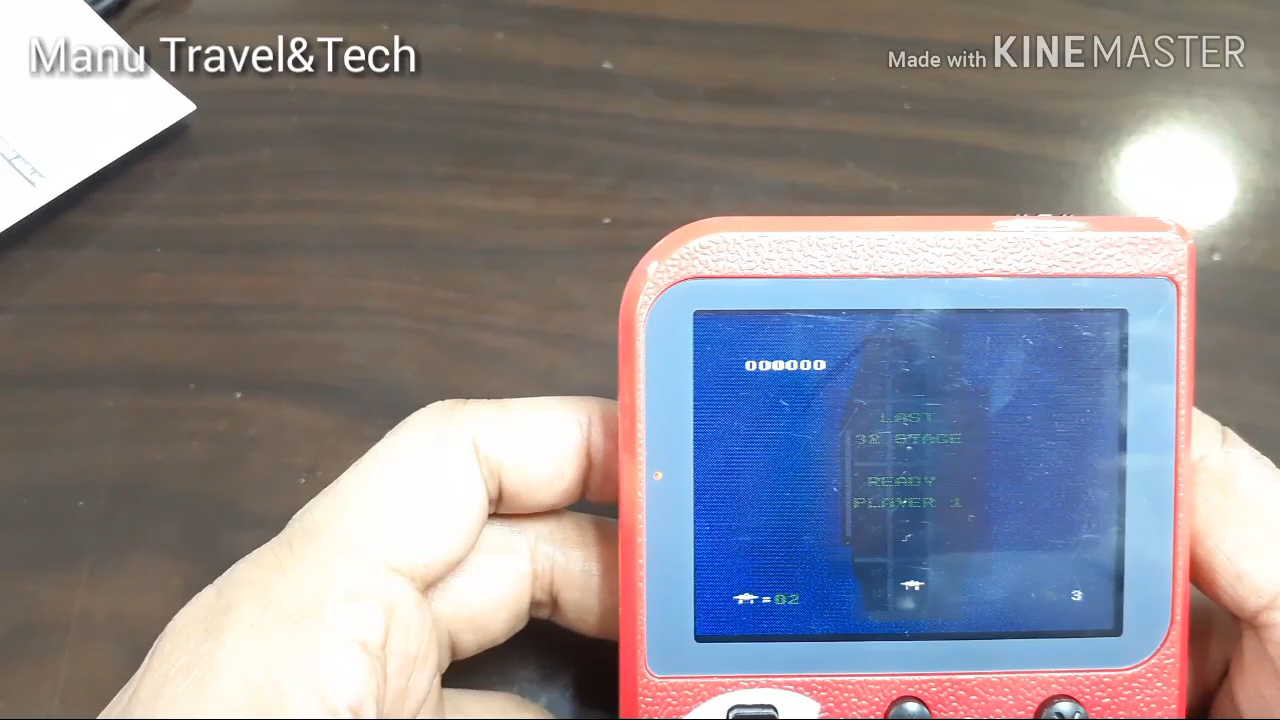 Manu Travel&Tech
Made with KINEMASTER
000000
LAST
32 STAGE
READY
PLAYER 1
=02
3